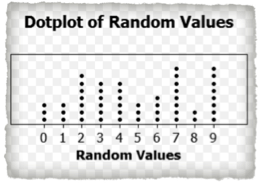 Dotplot of Random Values
0 1 2 3 4 5 6 7 8 9
Random Values